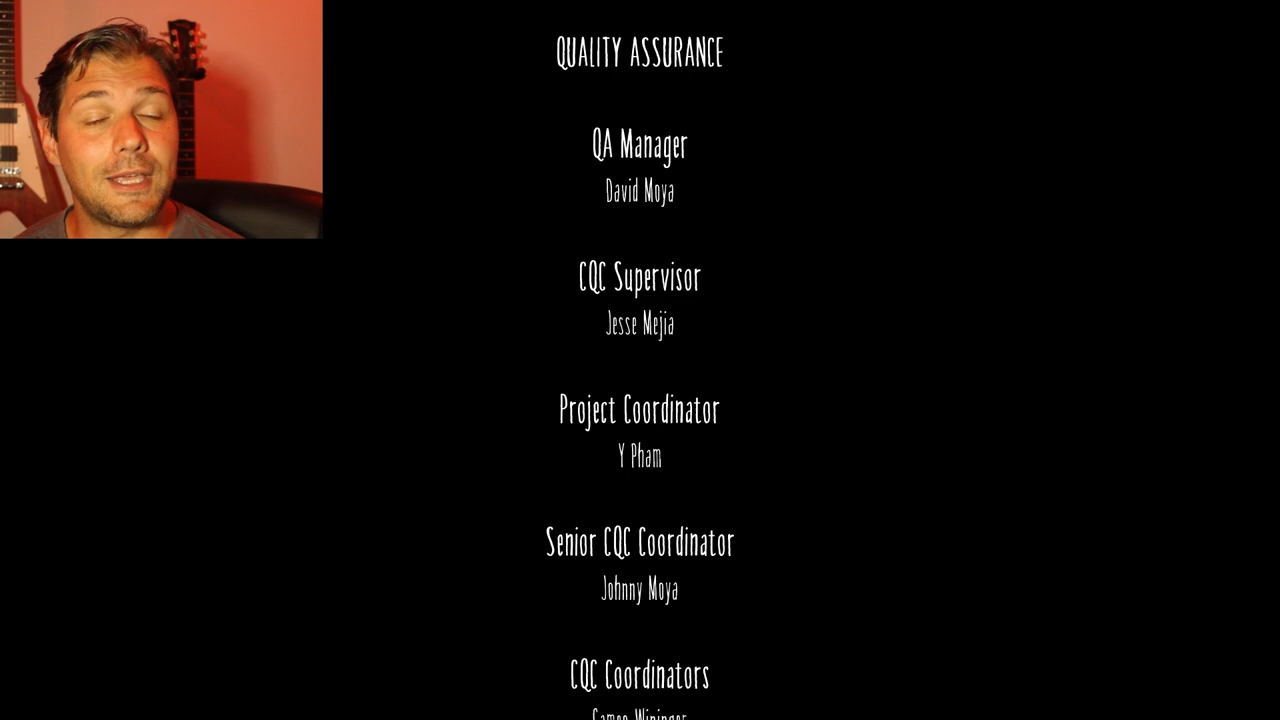 QUALITY ASSURANCE
QA Manager
David Moya
CQC Supervisor
Jesse Mejia
Project Coordinator
Y Pham
Senior CQC Coordinator
Johnny Moya
CQC Coordinators